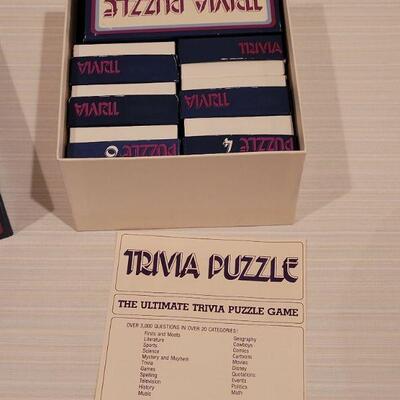 TRIVIA PUZZLE
TRIVIA
TRIVIA
TRIVIA
TRIVIA
PUZZLE
PUZZLE
4
TRIVIA PUZZLE
THE ULTIMATE TRIVIA PUZZLE GAME
OVER 3,000 QUESTIONS IN OVER 20 CATEGORIES!
Firsts and Mosts
Literature
Sports
Science
Mystery and Mayhem
Trivia
Games
Spelling
Television
History
Music
Geography
Cowboys
Comics
Cartoons
Movies
Disney
Quotations
Events
Politics
Math